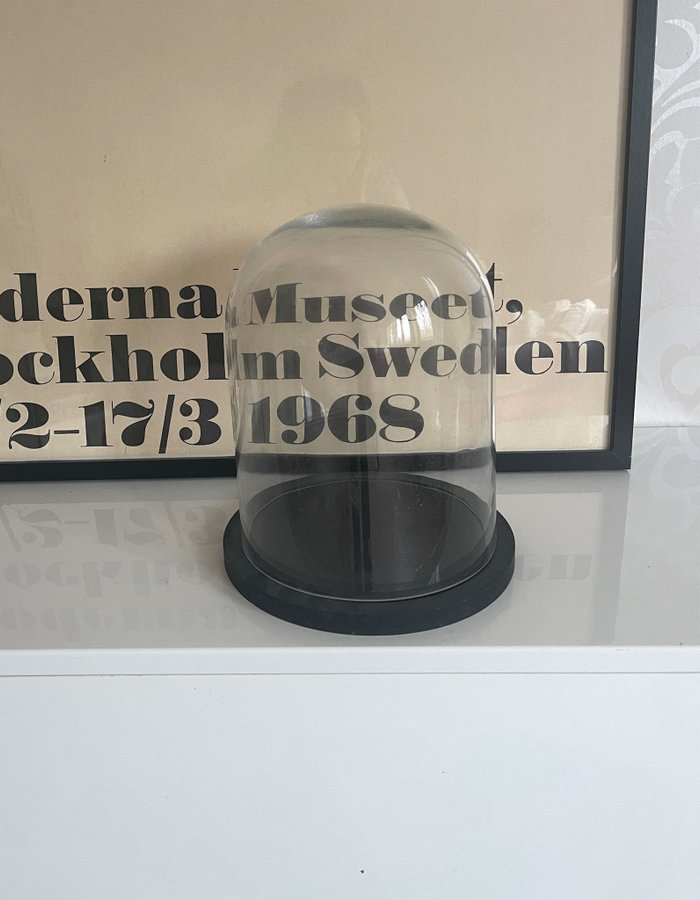 derna Museet,
ockholm Sweden
/2-17/3 1968